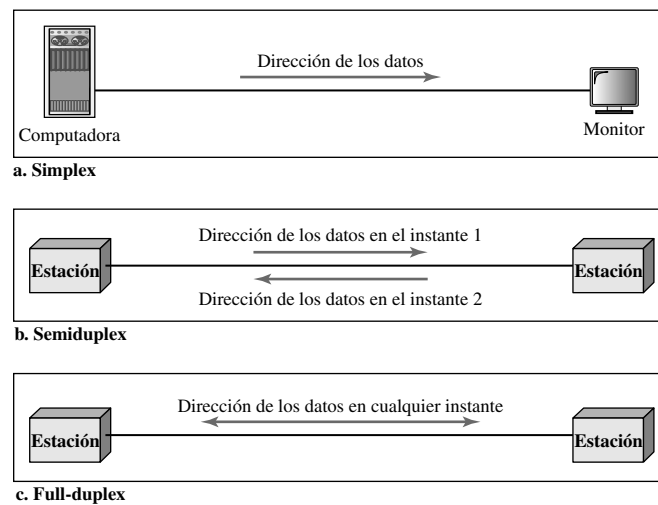 Dirección de los datos
Computadora
Monitor
a. Simplex
Dirección de los datos en el instante 1
Estación
Estación
Dirección de los datos en el instante 2
b. Semiduplex
Dirección de los datos en cualquier instante
Estación
Estación
c. Full-duplex